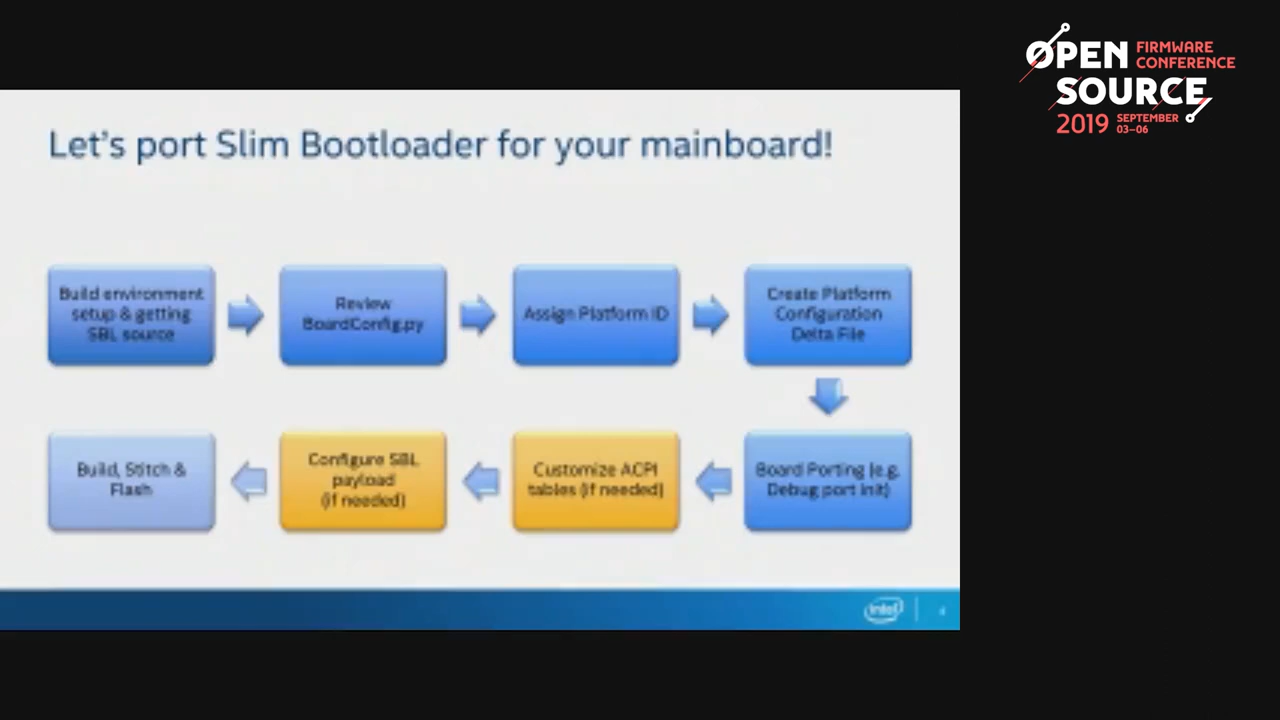 OPEN FIRMWARE
CONFERENCE
SOURCE
2019 SEPTEMBER
03–06
Let's port Slim Bootloader for your mainboard!
Build environment
setup & getting
SBL source
Review
BoardConfig.py
Assign Platform ID
Create Platform
Configuration
Delta File
Board Porting (e.g.
Debug port init)
Customize ACPI
tables (if needed)
Configure SBL
payload
(if needed)
Build, Stitch &
Flash
intel